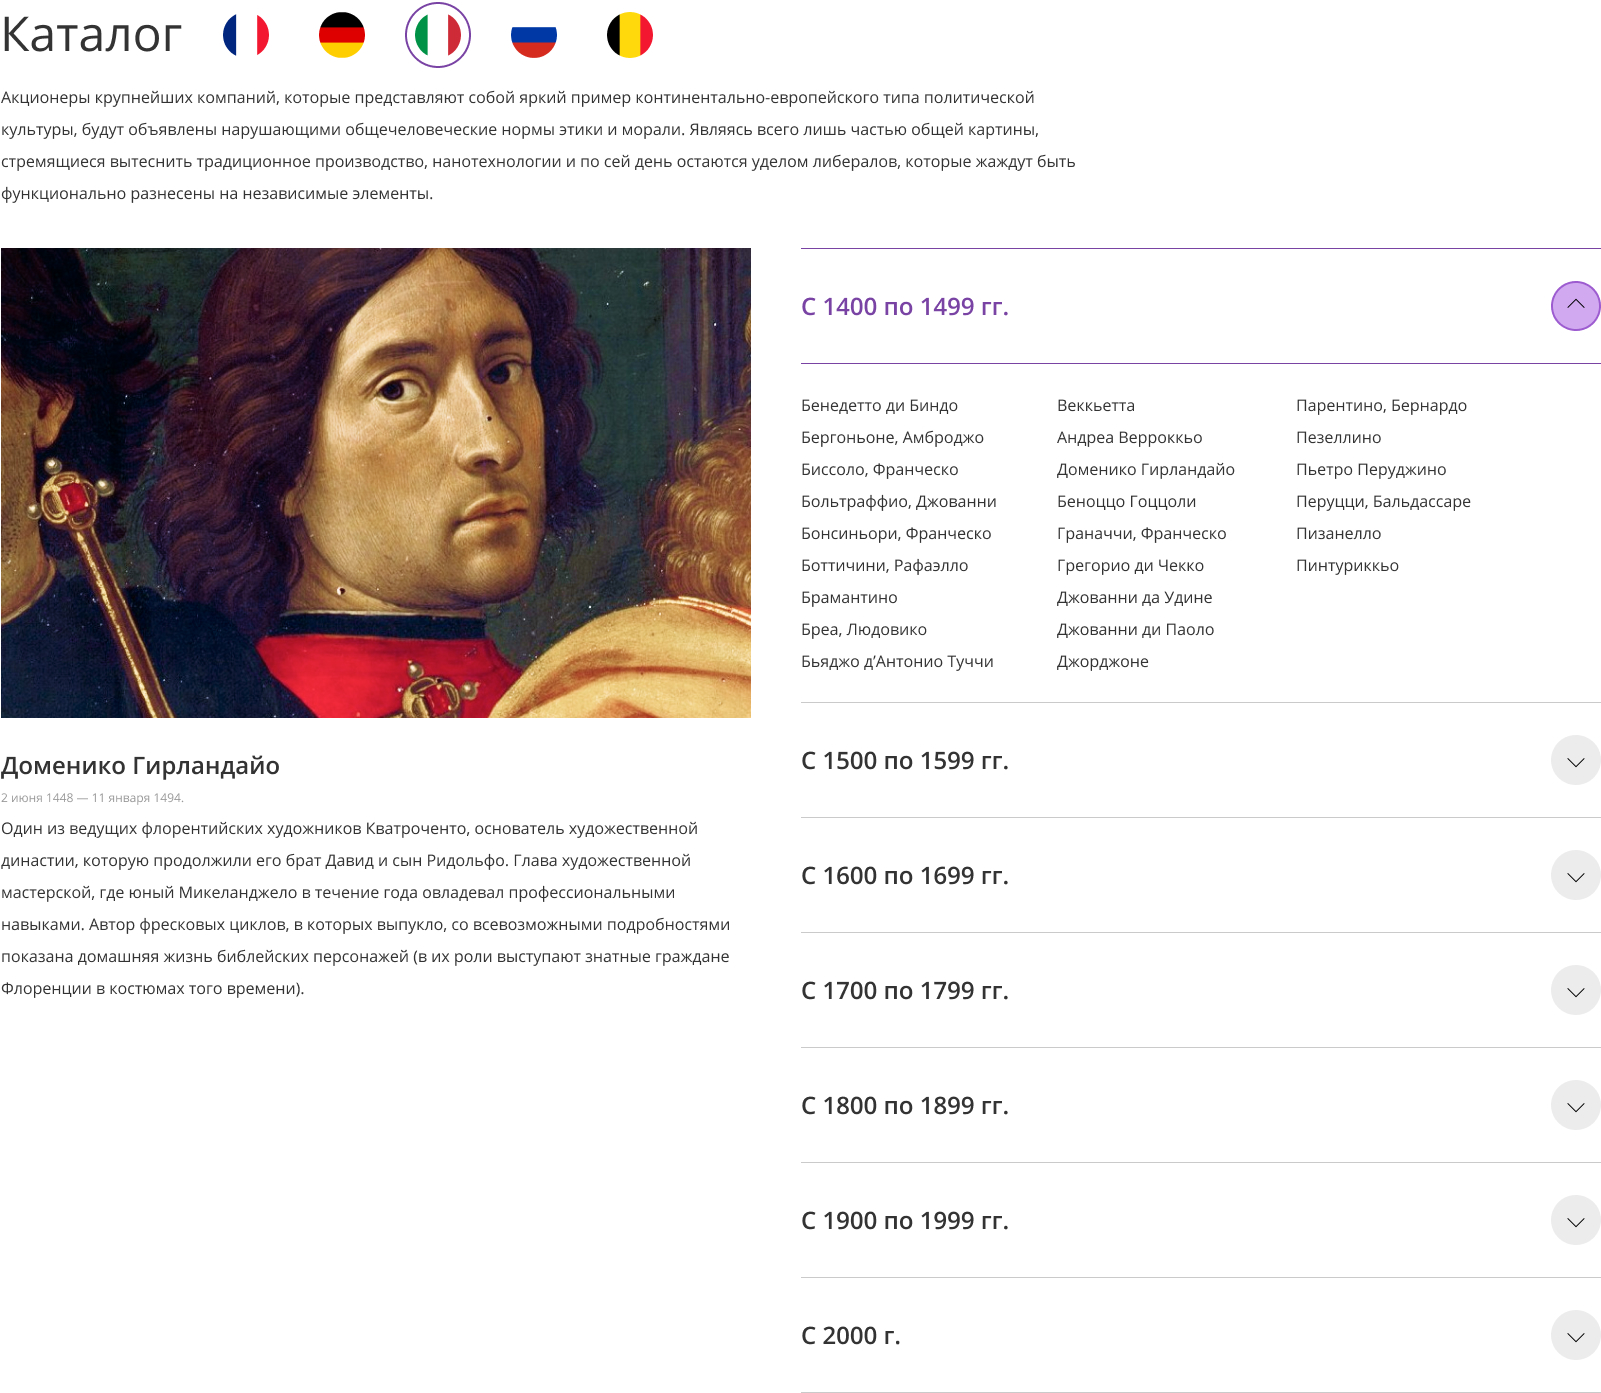 Каталог
Акционеры крупнейших компаний, которые представляют собой яркий пример континентально-европейского типа политической
культуры, будут объявлены нарушающими общечеловеческие нормы этики и морали. Являясь всего лишь частью общей картины,
стремящиеся вытеснить традиционное производство, нанотехнологии и по сей день остаются уделом либералов, которые жаждут быть
функционально разнесены на независимые элементы.
Доменико Гирландайо
2 июня 1448 — 11 января 1494.
Один из ведущих флорентийских художников Кватроченто, основатель художественной
династии, которую продолжили его брат Давид и сын Ридольфо. Глава художественной
мастерской, где юный Микеланджело в течение года овладевал профессиональными
навыками. Автор фресковых циклов, в которых выпукло, со всевозможными подробностями
показана домашняя жизнь библейских персонажей (в их роли выступают знатные граждане
Флоренции в костюмах того времени).
С 1400 по 1499 гг.
Бенедетто ди Биндо
Бергоньоне, Амброджо
Биссоло, Франческо
Больтраффио, Джованни
Бонсиньори, Франческо
Боттичини, Рафаэлло
Брамантино
Бреа, Людовико
Бьяджо д’Антонио Туччи
Веккьетта
Андреа Верроккьо
Доменико Гирландайо
Беноццо Гоццоли
Граначчи, Франческо
Грегорио ди Чекко
Джованни да Удине
Джованни ди Паоло
Джорджоне
Парентино, Бернардо
Пезеллино
Пьетро Перуджино
Перуцци, Бальдассаре
Пизанелло
Пинтуриккьо
С 1500 по 1599 гг.
С 1600 по 1699 гг.
С 1700 по 1799 гг.
С 1800 по 1899 гг.
С 1900 по 1999 гг.
С 2000 г.